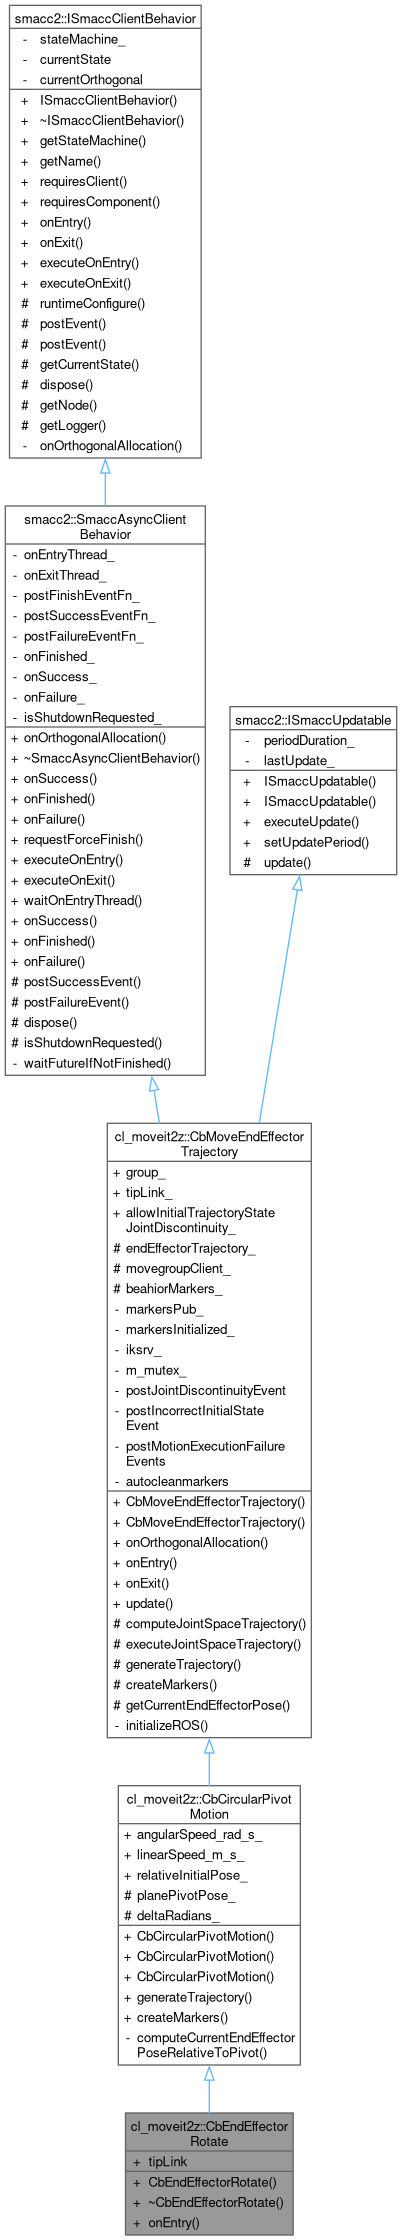 smacc2::ISmaccClientBehavior
- stateMachine_
- currentState
- currentOrthogonal
+ ISmaccClientBehavior()
+ ~ISmaccClientBehavior()
+ getStateMachine()
+ getName()
+ requiresClient()
+ requiresComponent()
+ onEntry()
+ onExit()
+ executeOnEntry()
+ executeOnExit()
# runtimeConfigure()
# postEvent()
# postEvent()
# getCurrentState()
# dispose()
# getNode()
# getLogger()
- onOrthogonalAllocation()
smacc2::SmaccAsyncClient
Behavior
- onEntryThread_
- onExitThread_
- postFinishEventFn_
- postSuccessEventFn_
- postFailureEventFn_
- onFinished_
- onSuccess_
- onFailure_
- isShutdownRequested_
+ onOrthogonalAllocation()
+ ~SmaccAsyncClientBehavior()
+ onSuccess()
+ onFinished()
+ onFailure()
+ requestForceFinish()
+ executeOnEntry()
+ executeOnExit()
+ waitOnEntryThread()
+ onSuccess()
+ onFinished()
+ onFailure()
# postSuccessEvent()
# postFailureEvent()
# dispose()
# isShutdownRequested()
- waitFutureIfNotFinished()
smacc2::ISmaccUpdatable
- periodDuration_
- lastUpdate_
+ ISmaccUpdatable()
+ ISmaccUpdatable()
+ executeUpdate()
+ setUpdatePeriod()
# update()
cl_moveit2z::CbMoveEndEffector
Trajectory
+ group_
+ tipLink_
+ allowInitialTrajectoryState
JointDiscontinuity_
# endEffectorTrajectory_
# movegroupClient_
# beahiorMarkers_
- markersPub_
- markersInitialized_
- iksrv_
- m_mutex_
- postJointDiscontinuityEvent
- postIncorrectInitialState
Event
- postMotionExecutionFailure
Events
- autocleanmarkers
+ CbMoveEndEffectorTrajectory()
+ CbMoveEndEffectorTrajectory()
+ onOrthogonalAllocation()
+ onEntry()
+ onExit()
+ update()
# computeJointSpaceTrajectory()
# executeJointSpaceTrajectory()
# generateTrajectory()
# createMarkers()
# getCurrentEndEffectorPose()
- initializeROS()
cl_moveit2z::CbCircularPivot
Motion
+ angularSpeed_rad_s_
+ linearSpeed_m_s_
+ relativeInitialPose_
# planePivotPose_
# deltaRadians_
+ CbCircularPivotMotion()
+ CbCircularPivotMotion()
+ CbCircularPivotMotion()
+ generateTrajectory()
+ createMarkers()
- computeCurrentEndEffector
PoseRelativeToPivot()
cl_moveit2z::CbEndEffector
Rotate
+ tipLink
+ CbEndEffectorRotate()
+ ~CbEndEffectorRotate()
+ onEntry()